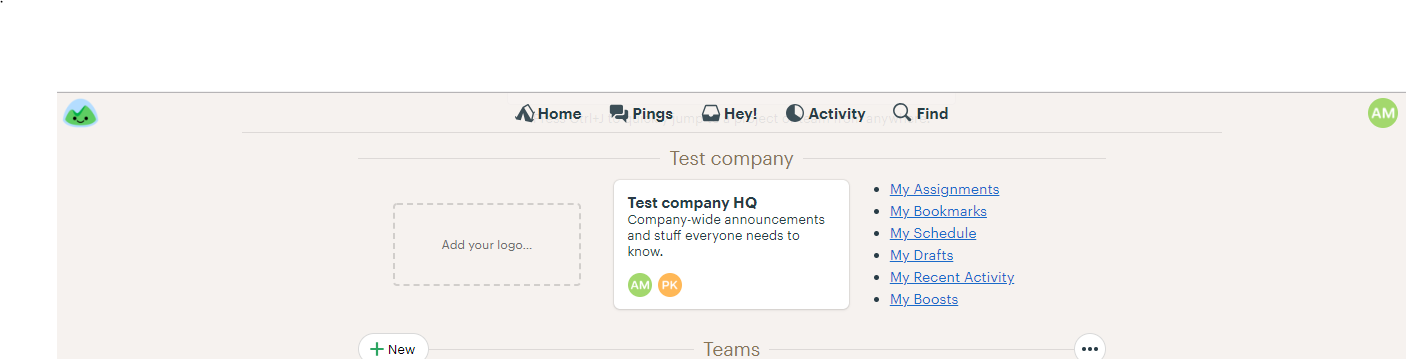 Home Pings Hey! Activity Find
AM
Test company
Add your logo...
Test company HQ
Company-wide announcements
and stuff everyone needs to
know.
AM PK
My Assignments
My Bookmarks
My Schedule
My Drafts
My Recent Activity
My Boosts
New
Teams